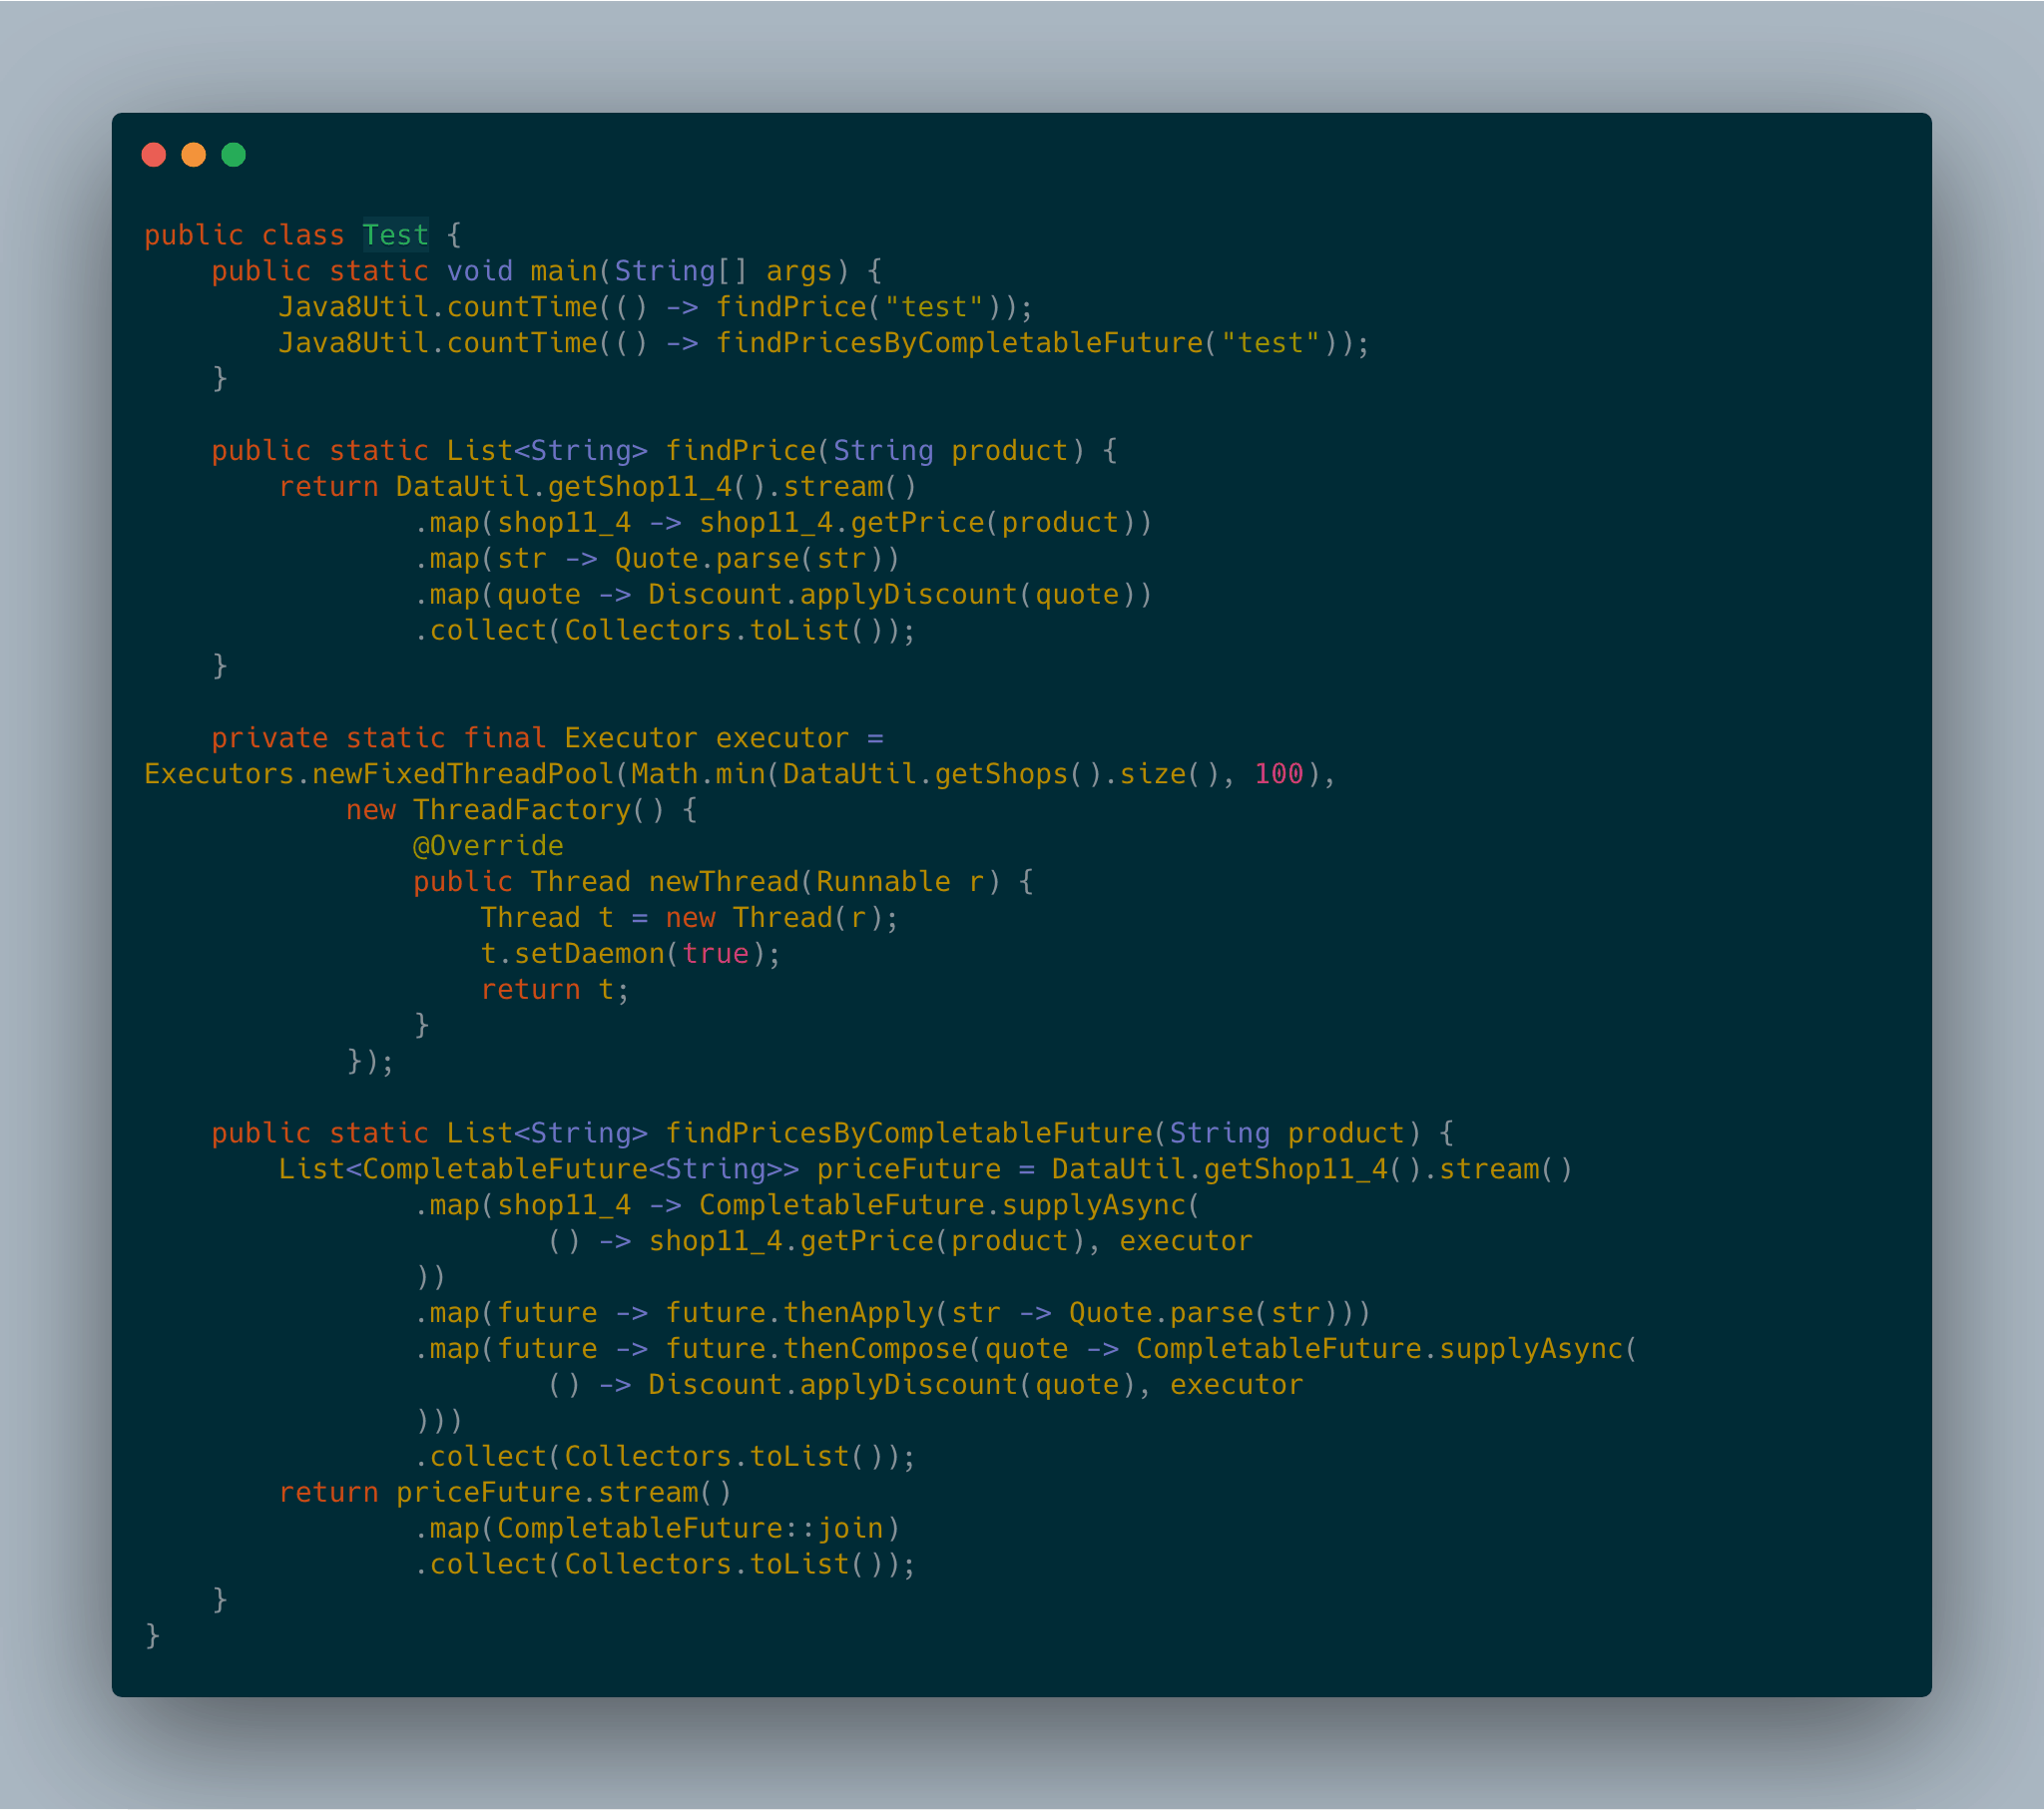 public class Test {
    public static void main(String[] args) {
        Java8Util.countTime(() -> findPrice("test"));
        Java8Util.countTime(() -> findPricesByCompletableFuture("test"));
    }

    public static List<String> findPrice(String product) {
        return DataUtil.getShop11_4().stream()
                .map(shop11_4 -> shop11_4.getPrice(product))
                .map(str -> Quote.parse(str))
                .map(quote -> Discount.applyDiscount(quote))
                .collect(Collectors.toList());
    }

    private static final Executor executor =
Executors.newFixedThreadPool(Math.min(DataUtil.getShops().size(), 100),
            new ThreadFactory() {
                @Override
                public Thread newThread(Runnable r) {
                    Thread t = new Thread(r);
                    t.setDaemon(true);
                    return t;
                }
            });

    public static List<String> findPricesByCompletableFuture(String product) {
        List<CompletableFuture<String>> priceFuture = DataUtil.getShop11_4().stream()
                .map(shop11_4 -> CompletableFuture.supplyAsync(
                        () -> shop11_4.getPrice(product), executor
                ))
                .map(future -> future.thenApply(str -> Quote.parse(str)))
                .map(future -> future.thenCompose(quote -> CompletableFuture.supplyAsync(
                        () -> Discount.applyDiscount(quote), executor
                )))
                .collect(Collectors.toList());
        return priceFuture.stream()
                .map(CompletableFuture::join)
                .collect(Collectors.toList());
    }
}